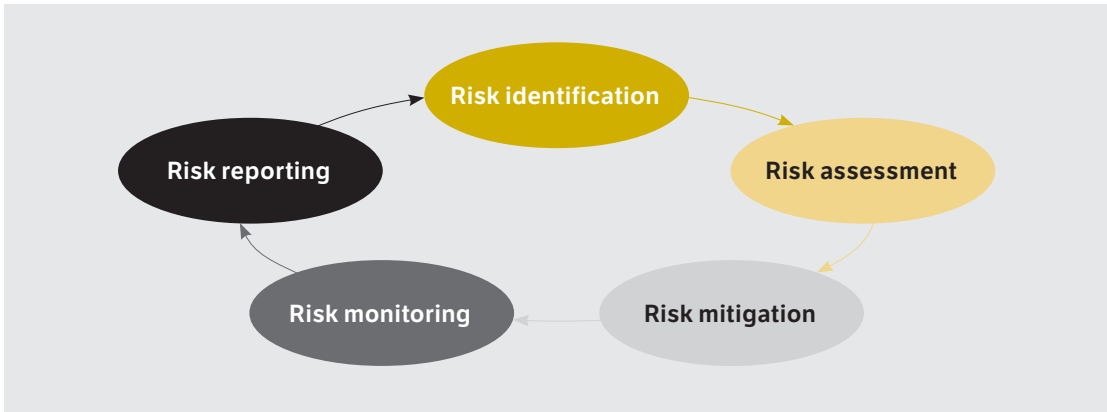 Risk identification
Risk reporting
Risk assessment
Risk monitoring
Risk mitigation